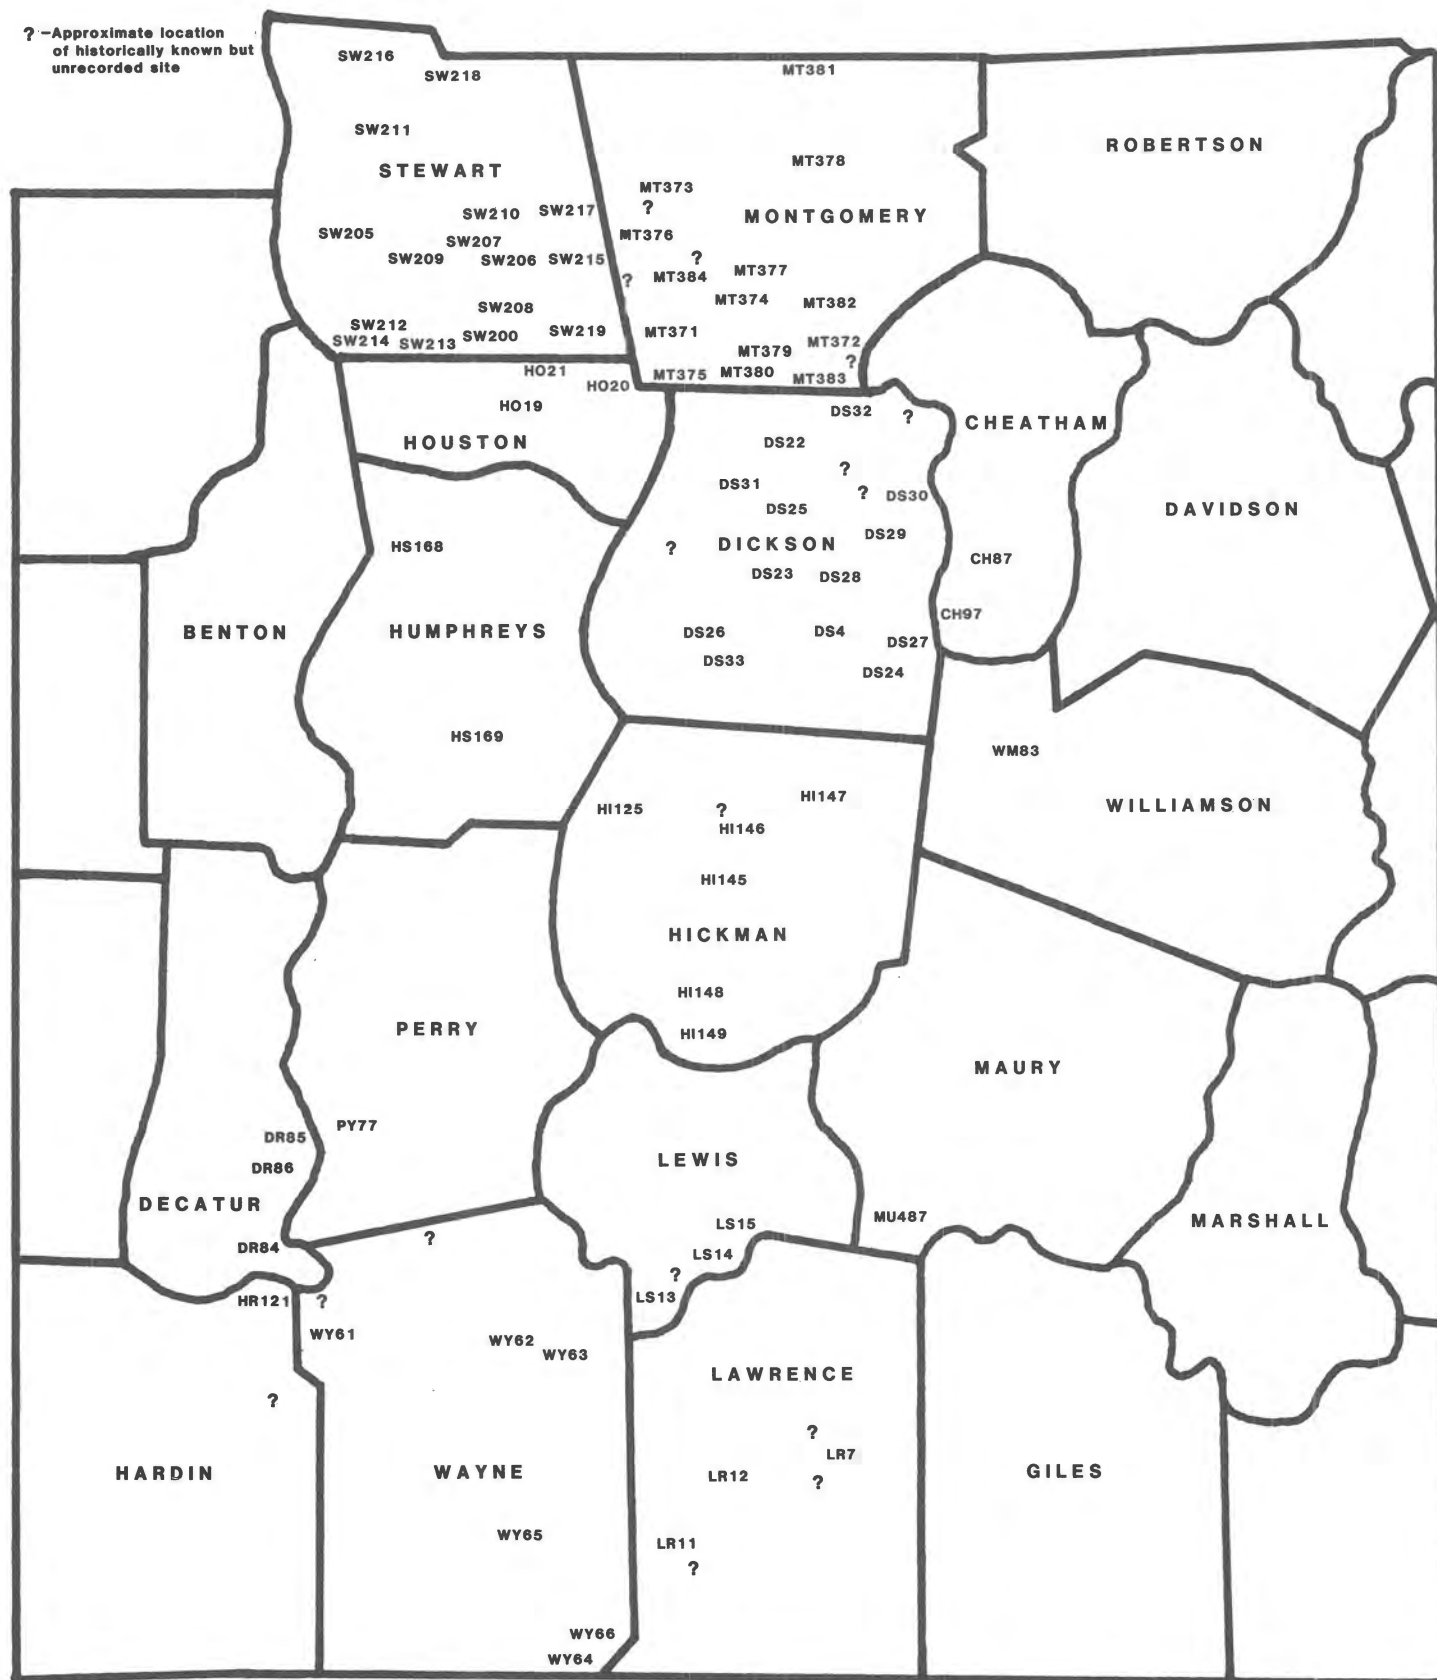 ? -Approximate location
of historically known but
unrecorded site
SW216
SW218
MT381
SW211
ROBERTSON
STEWART
MT378
MT373
?
SW210
SW217
MONTGOMERY
SW205
SW207
MT376
SW209
SW206
SW215
?
MT377
?
MT384
MT374
MT382
SW208
SW212
SW219
MT371
SW214
SW213
SW200
MT372
MT379
?
HO21
MT375
MT380
MT383
HO20
HO19
DS32
?
CHEATHAM
HOUSTON
DS22
?
DS31
?
DS30
DS25
DAVIDSON
DS29
HS168
?
DICKSON
CH87
DS23
DS28
CH97
BENTON
HUMPHREYS
DS26
DS4
DS27
DS33
DS24
HS169
WM83
HI147
HI125
?
WILLIAMSON
HI146
HI145
HICKMAN
HI148
PERRY
HI149
MAURY
PY77
DR85
LEWIS
DR86
DECATUR
MU487
MARSHALL
LS15
?
DR84
LS14
?
HR121
?
LS13
WY61
WY62
WY63
LAWRENCE
?
?
LR7
HARDIN
WAYNE
LR12
GILES
?
WY65
LR11
?
WY66
WY64